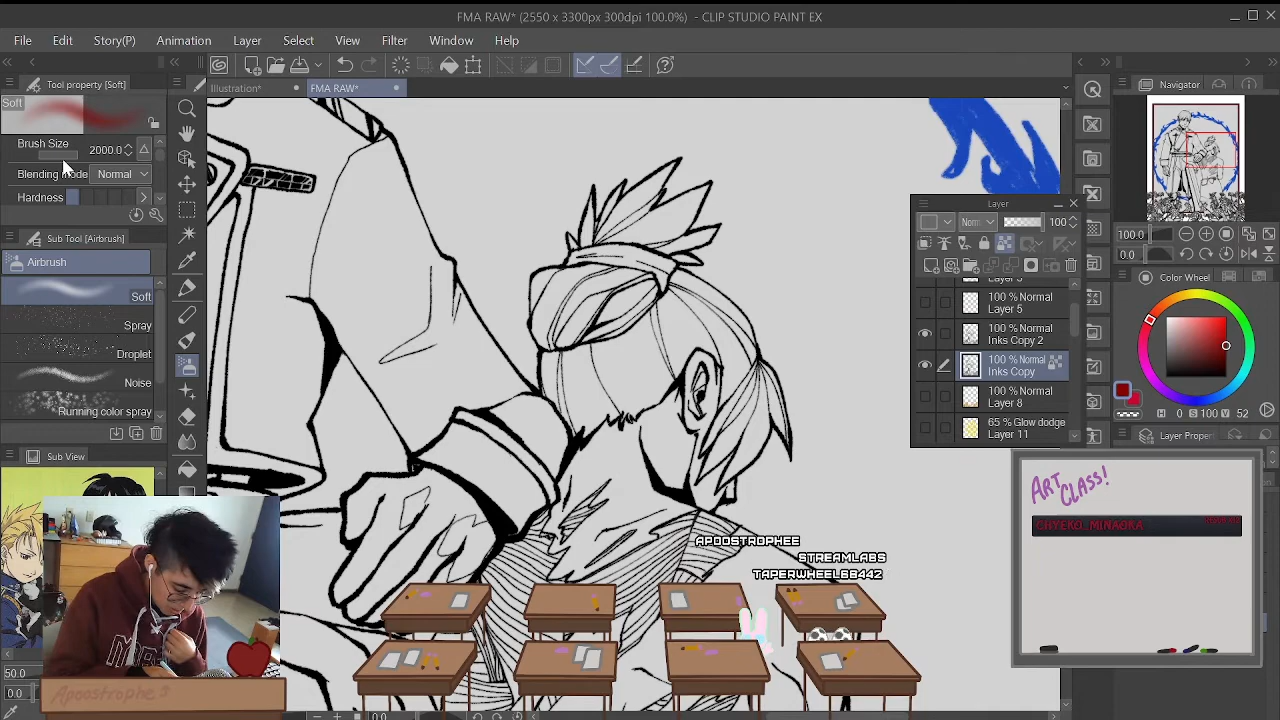 FMA RAW* (2550 x 3300px 300dpi 100.0%) - CLIP STUDIO PAINT EX
File Edit Story(P) Animation Layer Select View Filter Window Help
Tool property [Soft]
Illustration*
FMA RAW*
Navigator
Soft
Brush Size 2000.0
Blending mode Normal
Hardness
Sub Tool [Airbrush]
Airbrush
Soft
Spray
Droplet
Noise
Running color spray
Sub View
50.0
0.0
Layer
Norm 100
100 % Normal
Layer 5
100 % Normal
Inks Copy 2
100 % Normal
Inks Copy
100 % Normal
Layer 8
65 % Glow dodge
Layer 11
100.0
0.0
Color Wheel
H 0 S 100 V 52
Layer Proper
ART CLASS!
CHYEKO_MINAORA
APOOSTROPHEE
STREAMLABS
TAPERWHEEL68442
Apoostrophe's
0.0